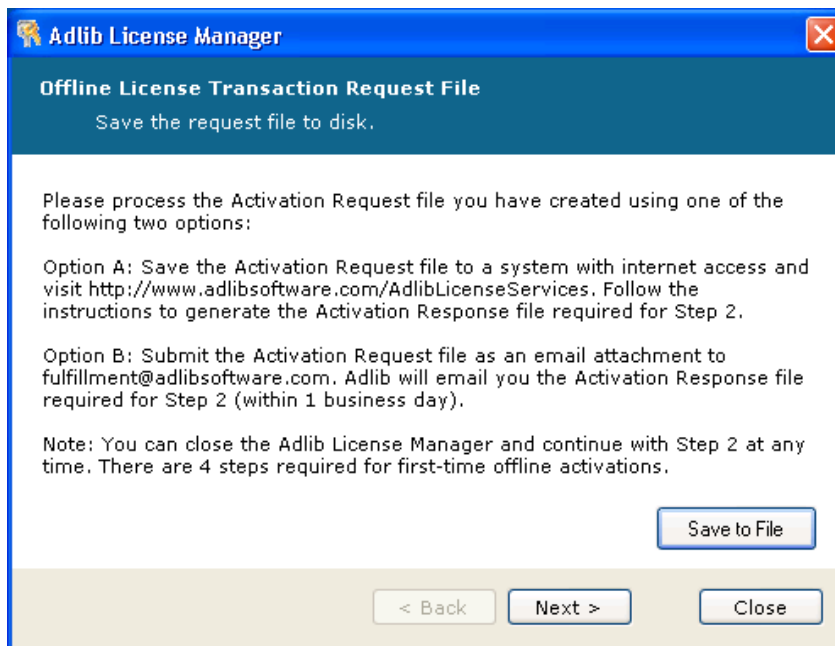 Adlib License Manager
Offline License Transaction Request File
Save the request file to disk.
Please process the Activation Request file you have created using one of the
following two options:
Option A: Save the Activation Request file to a system with internet access and
visit http://www.adlibsoftware.com/AdlibLicenseServices. Follow the
instructions to generate the Activation Response file required for Step 2.
Option B: Submit the Activation Request file as an email attachment to
fulfillment@adlibsoftware.com. Adlib will email you the Activation Response file
required for Step 2 (within 1 business day).
Note: You can close the Adlib License Manager and continue with Step 2 at any
time. There are 4 steps required for first-time offline activations.
Save to File
< Back Next > Close